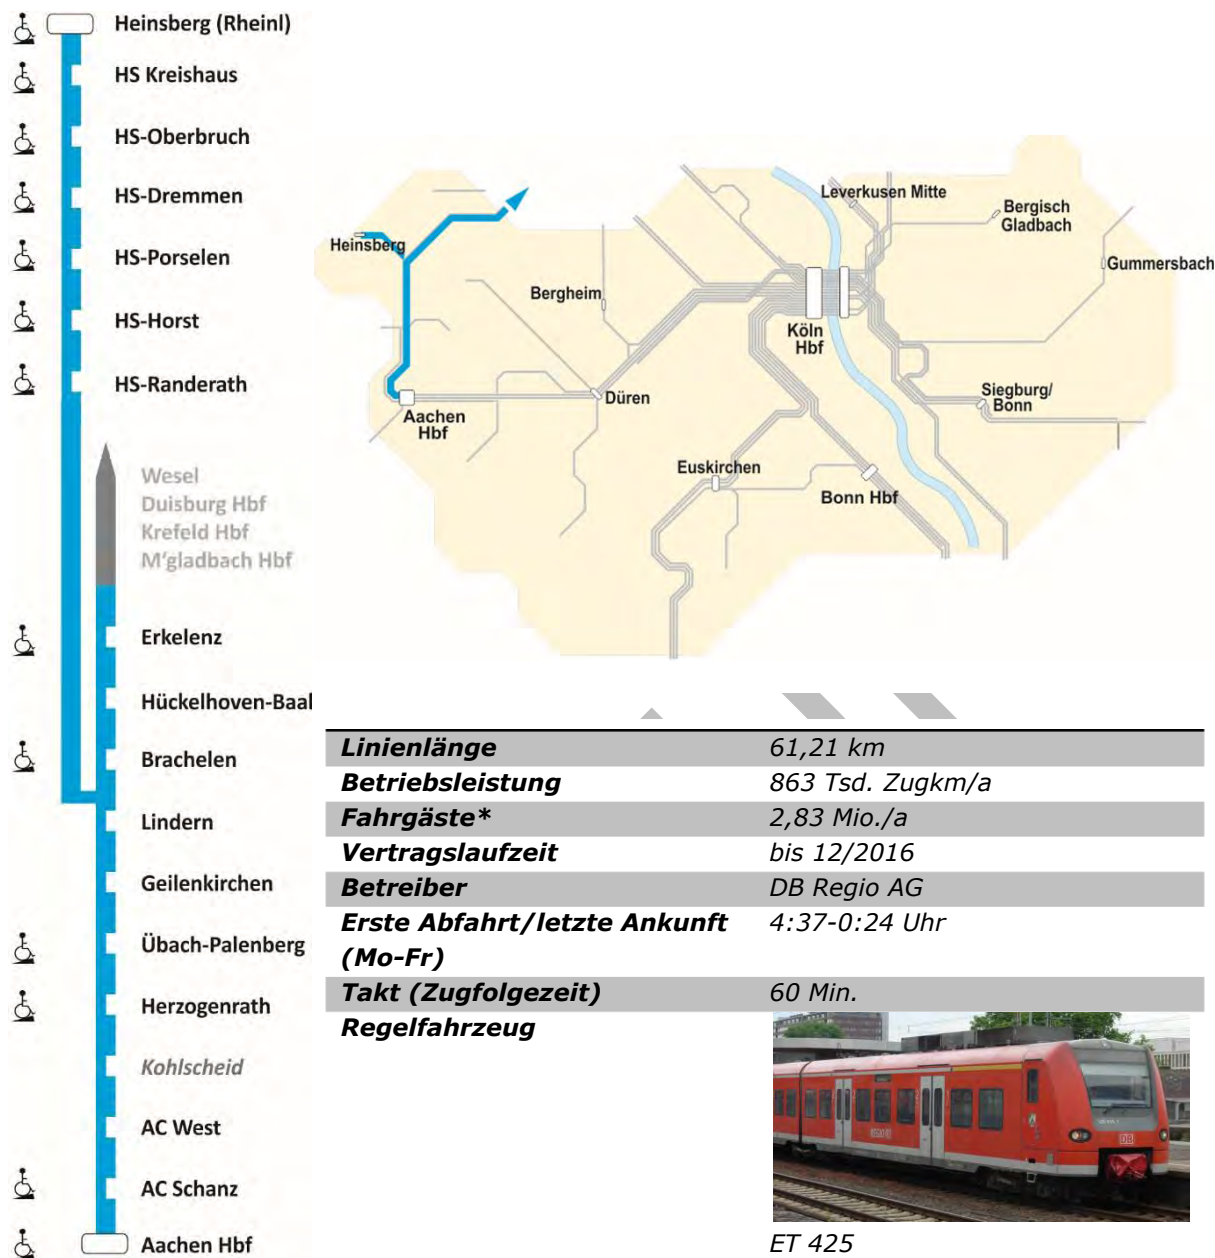 Heinsberg (Rheinl)
HS Kreishaus
HS-Oberbruch
HS-Dremmen
HS-Porselen
HS-Horst
HS-Randerath
Wesel
Duisburg Hbf
Krefeld Hbf
M'gladbach Hbf
Erkelenz
Hückelhoven-Baal
Brachelen
Lindern
Geilenkirchen
Übach-Palenberg
Herzogenrath
Kohlscheid
AC West
AC Schanz
Aachen Hbf
Leverkusen Mitte
Bergisch
Gladbach
Heinsberg
Gummersbach
Bergheim
Köln
Hbf
Düren
Siegburg/
Bonn
Aachen
Hbf
Euskirchen
Bonn Hbf
Linienlänge 61,21 km
Betriebsleistung 863 Tsd. Zugkm/a
Fahrgäste* 2,83 Mio./a
Vertragslaufzeit bis 12/2016
Betreiber DB Regio AG
Erste Abfahrt/letzte Ankunft 4:37-0:24 Uhr
(Mo-Fr)
Takt (Zugfolgezeit) 60 Min.
Regelfahrzeug
DB
ET 425